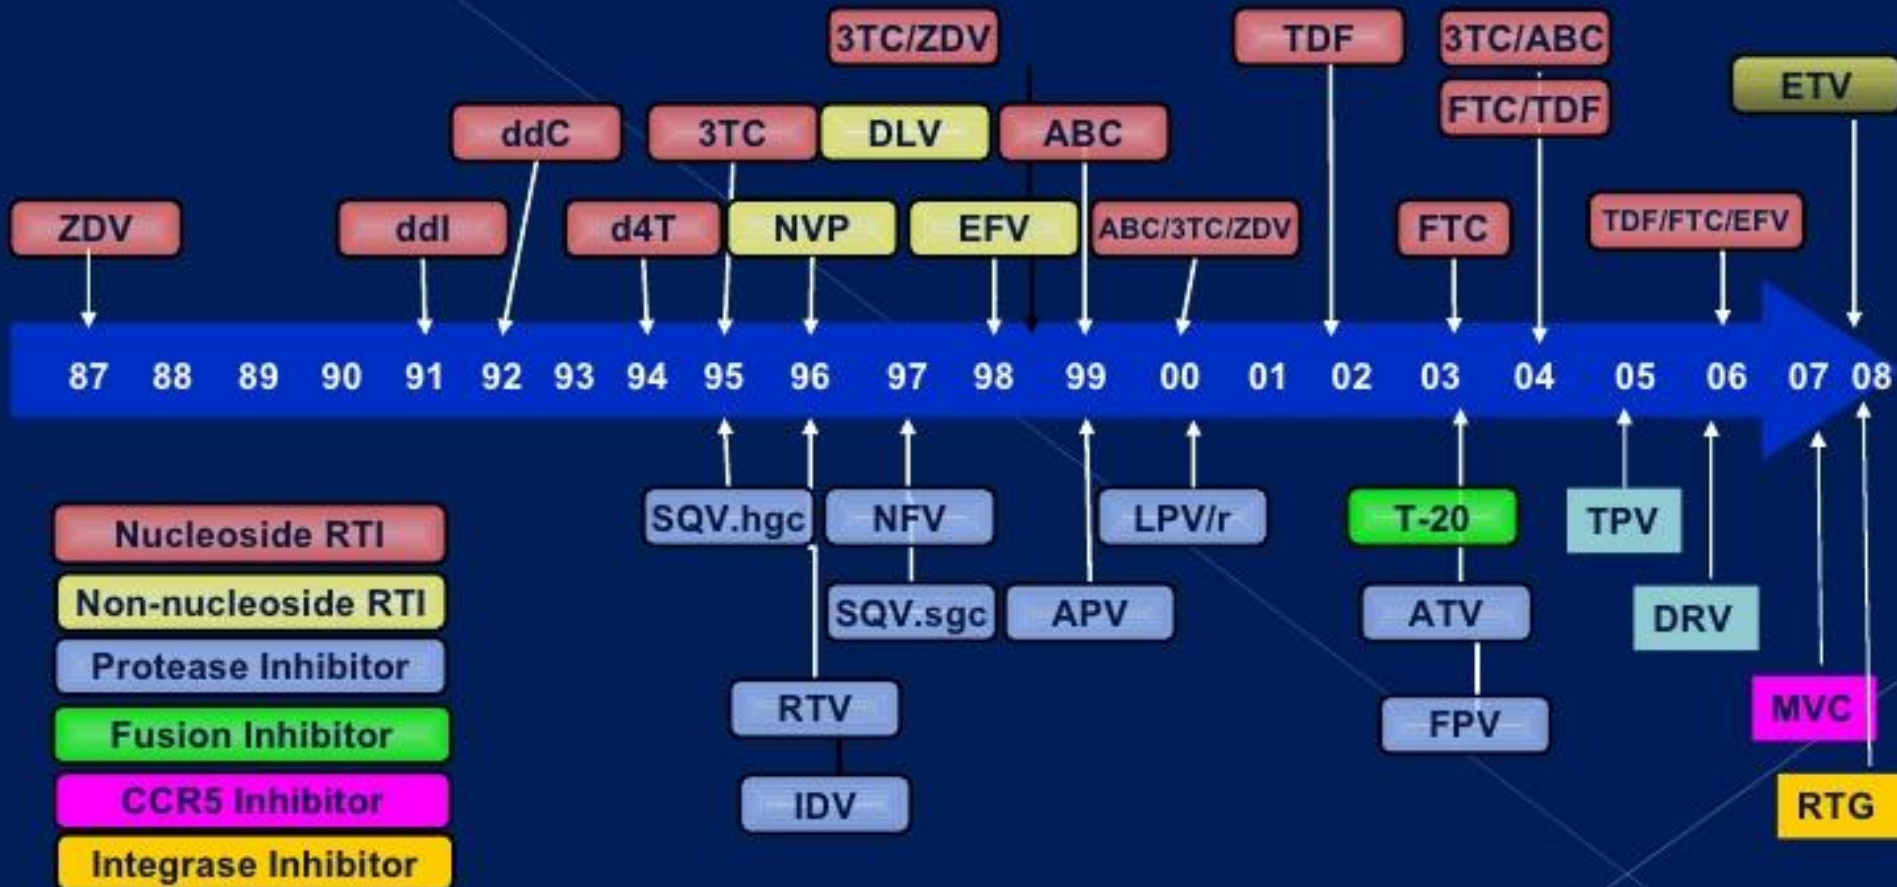 3TC/ZDV
TDF
3TC/ABC
ETV
FTC/TDF
ddC
3TC
DLV
ABC
ZDV
ddI
d4T
NVP
EFV
ABC/3TC/ZDV
FTC
TDF/FTC/EFV
87 88 89 90 91 92 93 94 95 96 97 98 99 00 01 02 03 04 05 06 07 08
SQV.hgc
NFV
LPV/r
T-20
TPV
SQV.sgc
APV
ATV
DRV
RTV
FPV
MVC
IDV
RTG
Nucleoside RTI
Non-nucleoside RTI
Protease Inhibitor
Fusion Inhibitor
CCR5 Inhibitor
Integrase Inhibitor